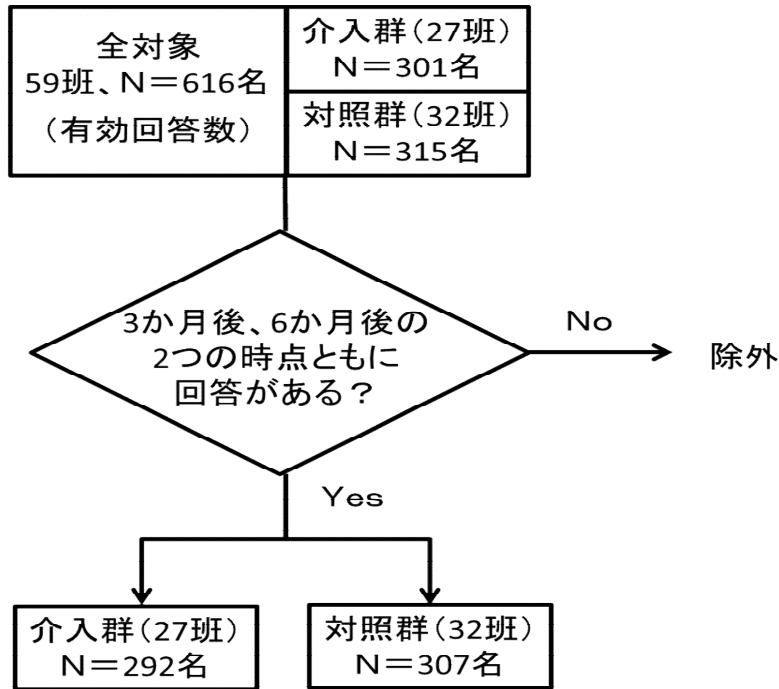 全対象
59班、N＝616名
（有効回答数）
介入群（27班）
N＝301名
対照群（32班）
N＝315名
3か月後、6か月後の
2つの時点ともに
回答がある？
No
除外
Yes
介入群（27班）
N＝292名
対照群（32班）
N＝307名